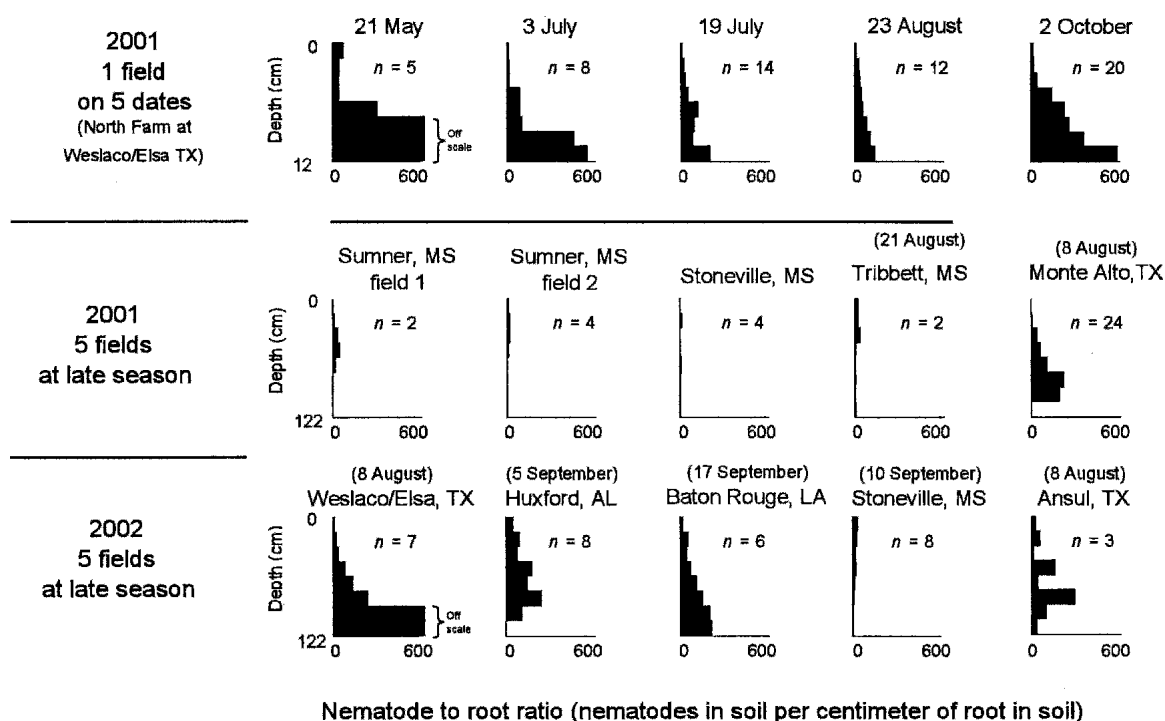 2001
1 field
on 5 dates
(North Farm at
Weslaco/Elsa TX)
21 May
3 July
19 July
23 August
2 October
Depth (cm)
0
12
n = 5
n = 8
n = 14
n = 12
n = 20
Off
scale
0 600
0 600
0 600
0 600
0 600
2001
5 fields
at late season
Sumner, MS
field 1
Sumner, MS
field 2
Stoneville, MS
(21 August)
Tribbett, MS
(8 August)
Monte Alto,TX
Depth (cm)
0
122
n = 2
n = 4
n = 4
n = 2
n = 24
0 600
0 600
0 600
0 600
0 600
2002
5 fields
at late season
(8 August)
Weslaco/Elsa, TX
(5 September)
Huxford, AL
(17 September)
Baton Rouge, LA
(10 September)
Stoneville, MS
(8 August)
Ansul, TX
Depth (cm)
0
122
n = 7
n = 8
n = 6
n = 8
n = 3
Off
scale
0 600
0 600
0 600
0 600
0 600
Nematode to root ratio (nematodes in soil per centimeter of root in soil)